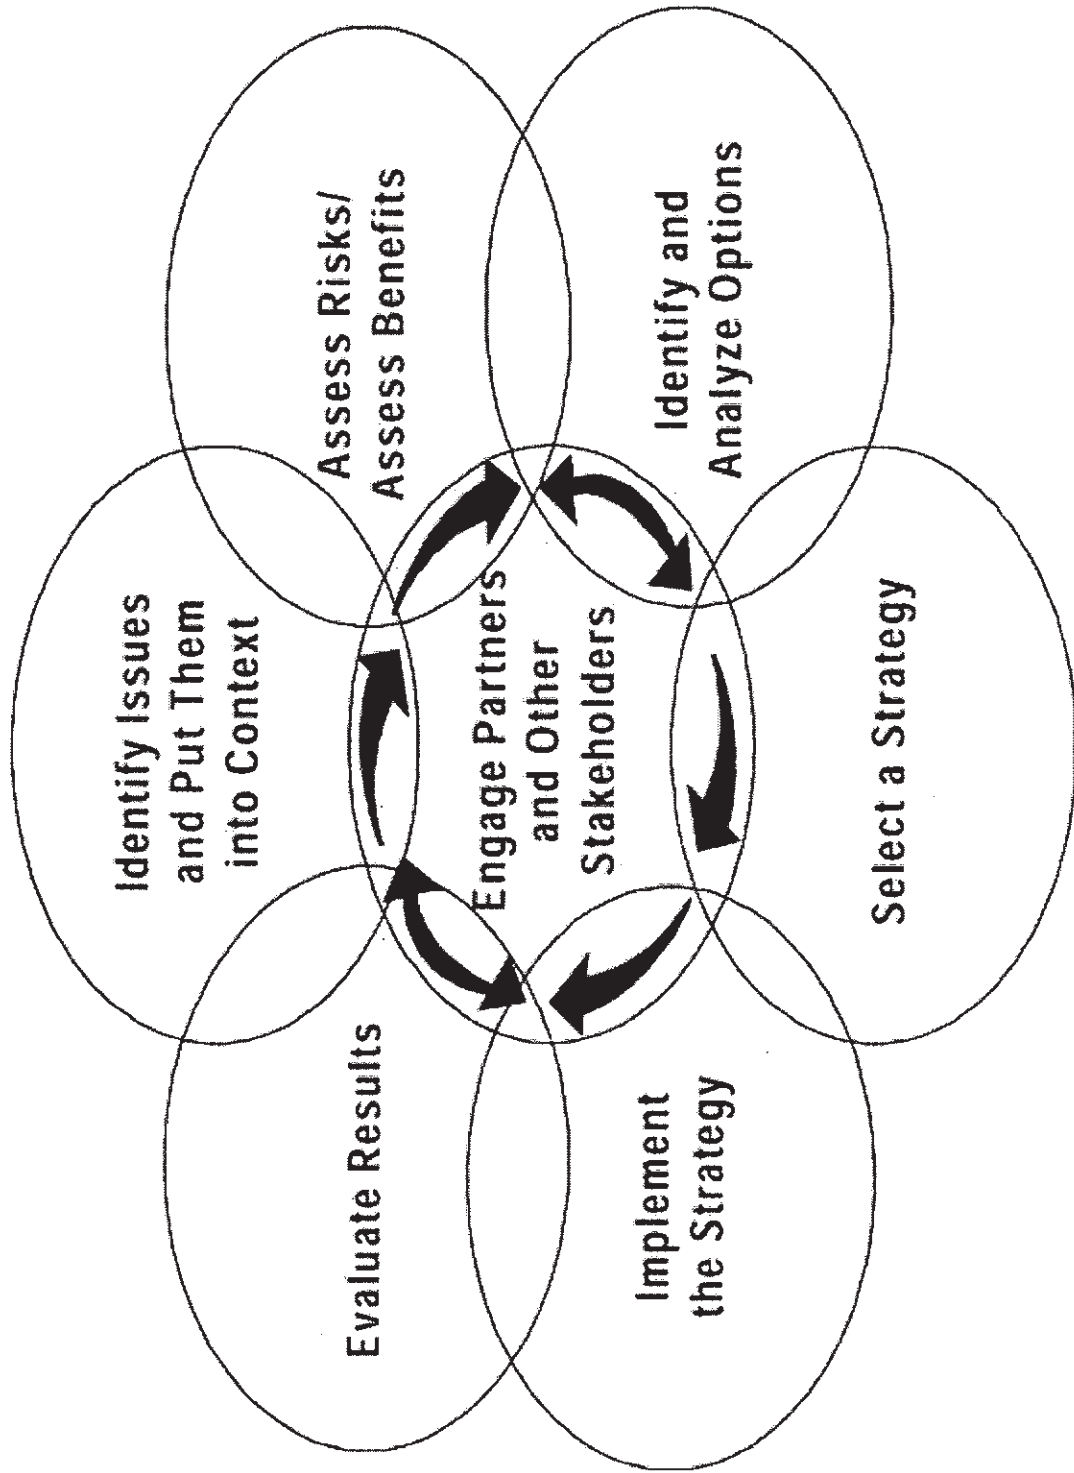 Identify Issues
and Put Them
into Context
Assess Risks/
Assess Benefits
Identify and
Analyze Options
Select a Strategy
Implement
the Strategy
Evaluate Results
Engage Partners
and Other
Stakeholders